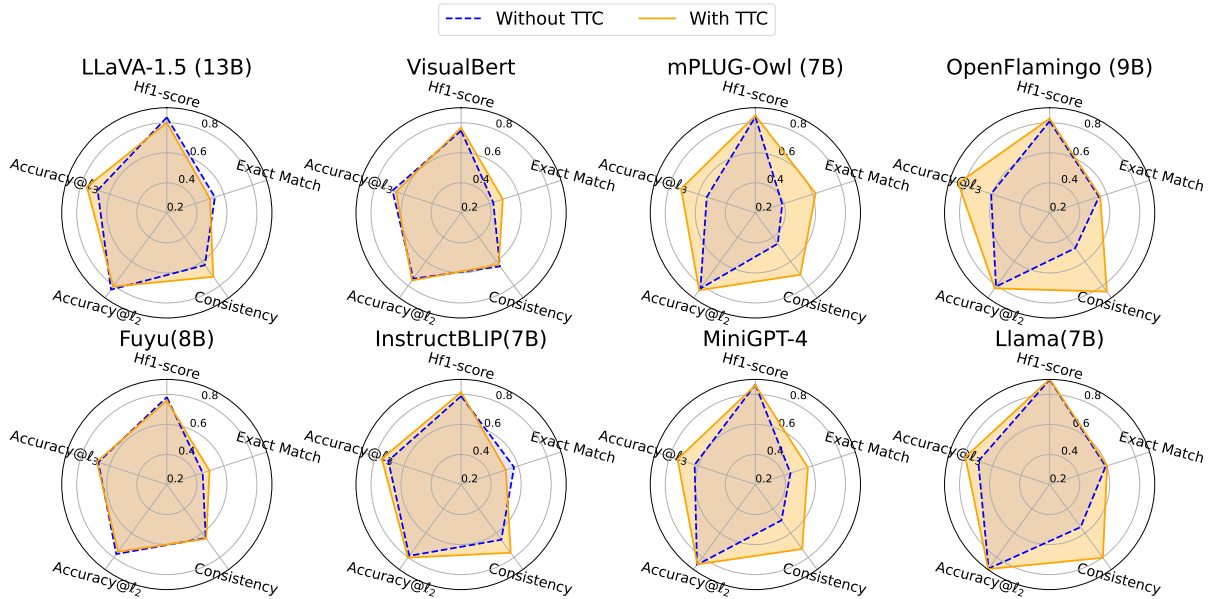 Without TTC
With TTC
LLaVA-1.5 (13B)
Hf1-score
Exact Match
Accuracy@ℓ3
Accuracy@ℓ2
Consistency
0.2
0.4
0.6
0.8
VisualBert
Hf1-score
Exact Match
Accuracy@ℓ3
Accuracy@ℓ2
Consistency
0.2
0.4
0.6
0.8
mPLUG-Owl (7B)
Hf1-score
Exact Match
Accuracy@ℓ3
Accuracy@ℓ2
Consistency
0.2
0.4
0.6
0.8
OpenFlamingo (9B)
Hf1-score
Exact Match
Accuracy@ℓ3
Accuracy@ℓ2
Consistency
0.2
0.4
0.6
0.8
Fuyu(8B)
Hf1-score
Exact Match
Accuracy@ℓ3
Accuracy@ℓ2
Consistency
0.2
0.4
0.6
0.8
InstructBLIP(7B)
Hf1-score
Exact Match
Accuracy@ℓ3
Accuracy@ℓ2
Consistency
0.2
0.4
0.6
0.8
MiniGPT-4
Hf1-score
Exact Match
Accuracy@ℓ3
Accuracy@ℓ2
Consistency
0.2
0.4
0.6
0.8
Llama(7B)
Hf1-score
Exact Match
Accuracy@ℓ3
Accuracy@ℓ2
Consistency
0.2
0.4
0.6
0.8